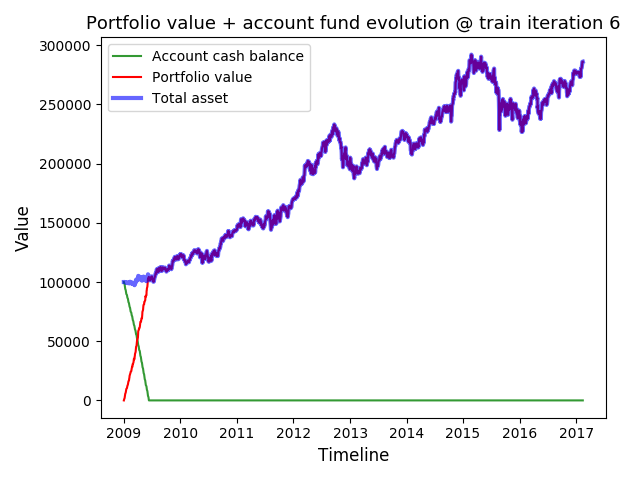 Portfolio value + account fund evolution @ train iteration 6
Account cash balance
Portfolio value
Total asset
300000
250000
200000
150000
100000
50000
0
Value
2009 2010 2011 2012 2013 2014 2015 2016 2017
Timeline